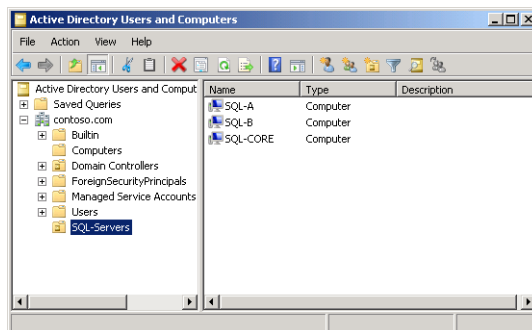 Active Directory Users and Computers
File Action View Help
Active Directory Users and Comput
Saved Queries
contoso.com
Builtin
Computers
Domain Controllers
ForeignSecurityPrincipals
Managed Service Accounts
Users
SQL-Servers
Name Type Description
SQL-A Computer
SQL-B Computer
SQL-CORE Computer